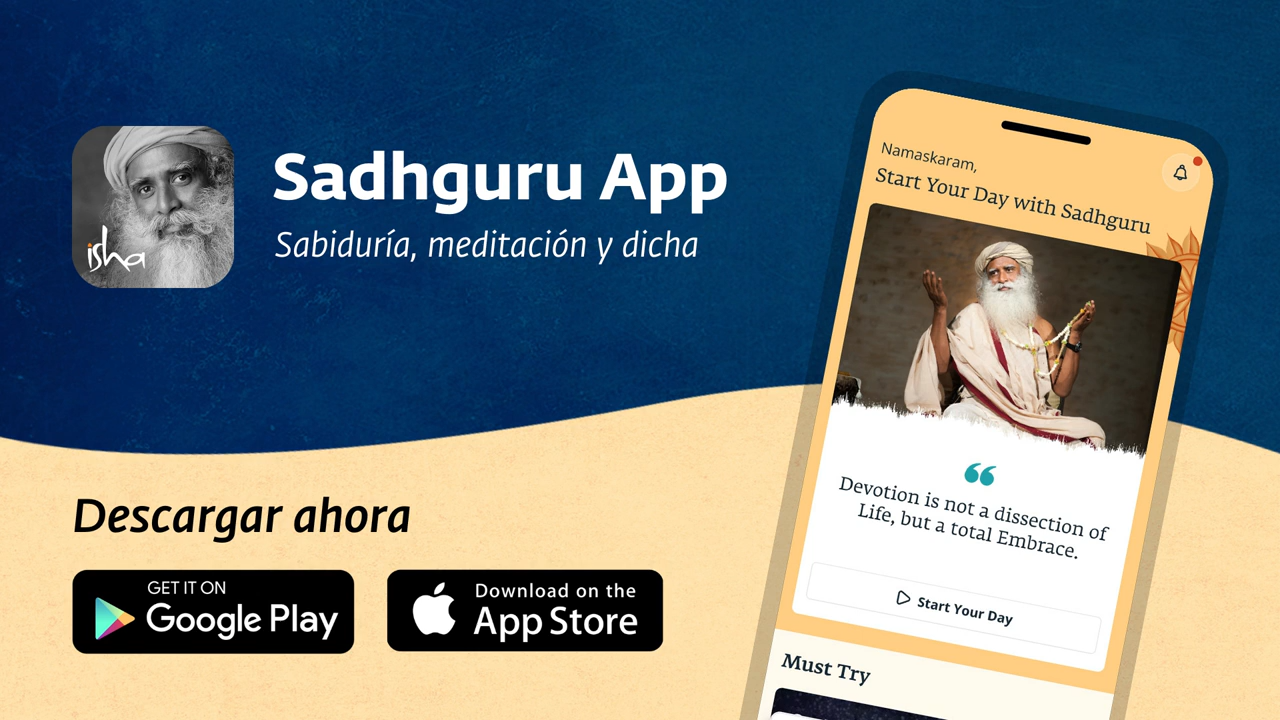 isha
Sadhguru App
Sabiduría, meditación y dicha
Descargar ahora
GET IT ON
Google Play
Download on the
App Store
Namaskaram,
Start Your Day with Sadhguru
“
Devotion is not a dissection of
Life, but a total Embrace.
Start Your Day
Must Try